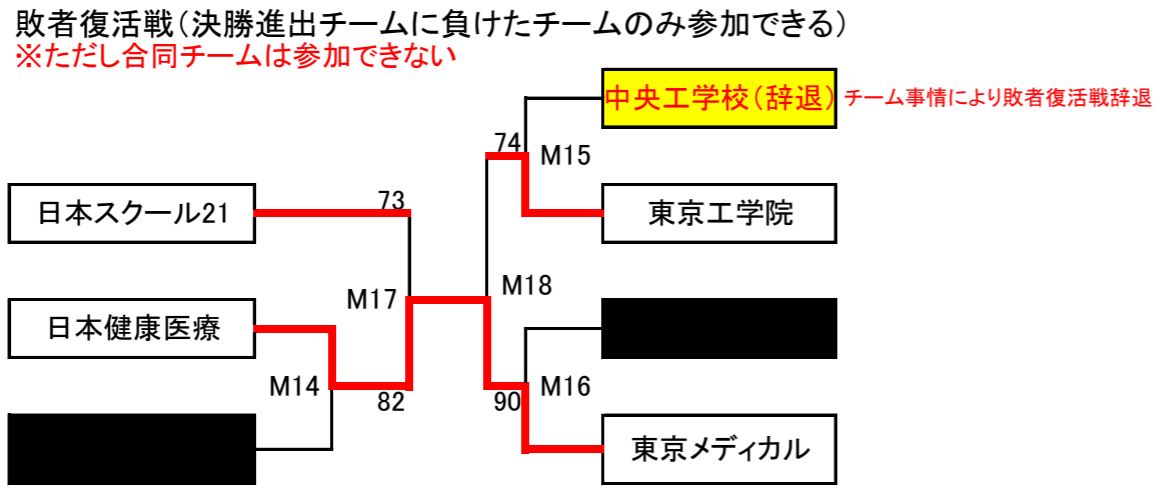 敗者復活戦(決勝進出チームに負けたチームのみ参加できる)
※ただし合同チームは参加できない
中央工学校(辞退) チーム事情により敗者復活戦辞退
74
M15
73
日本スクール21
東京工学院
M17
M18
日本健康医療
M14
82
90
M16
東京メディカル